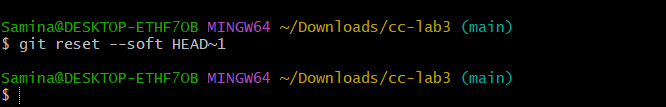 Samina@DESKTOP-ETHF7OB MINGW64 ~/Downloads/cc-lab3 (main)
$ git reset --soft HEAD~1
Samina@DESKTOP-ETHF7OB MINGW64 ~/Downloads/cc-lab3 (main)
$